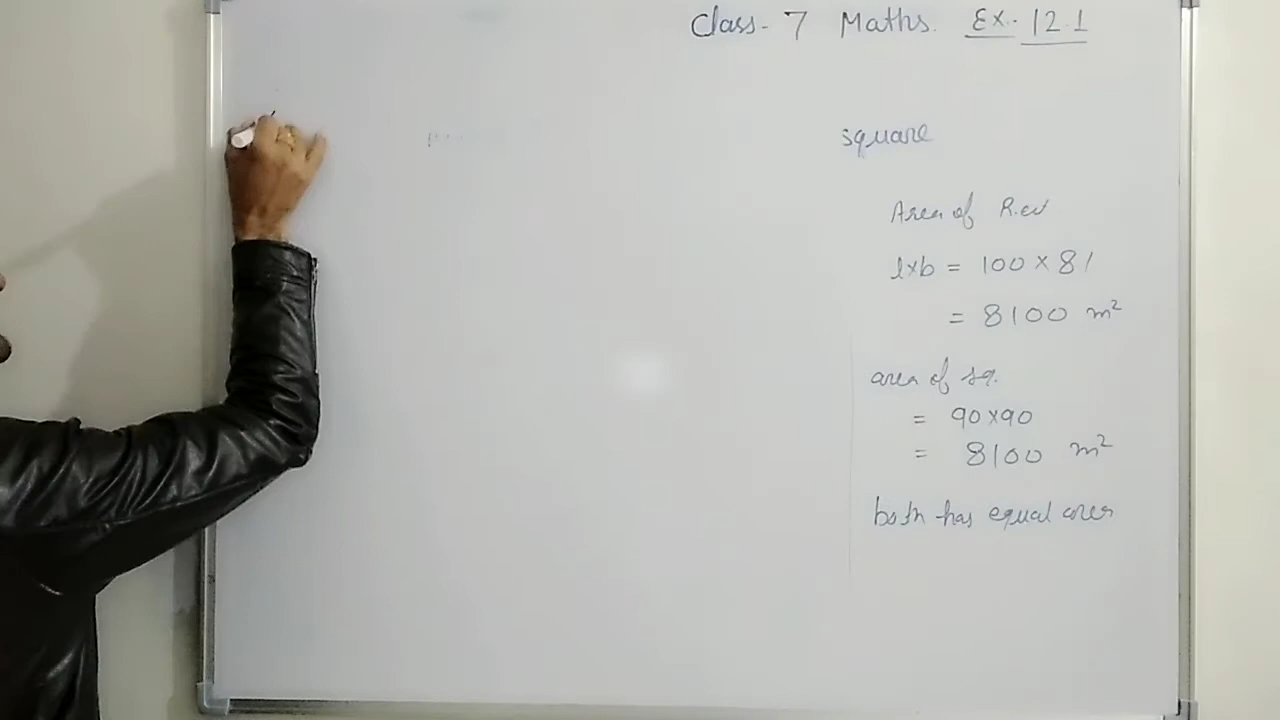 Class- 7 Maths. Ex.- 12.1
square
Area of Rect
l×b = 100 × 81
= 8100 m²
area of sq.
= 90×90
= 8100 m²
both has equal area